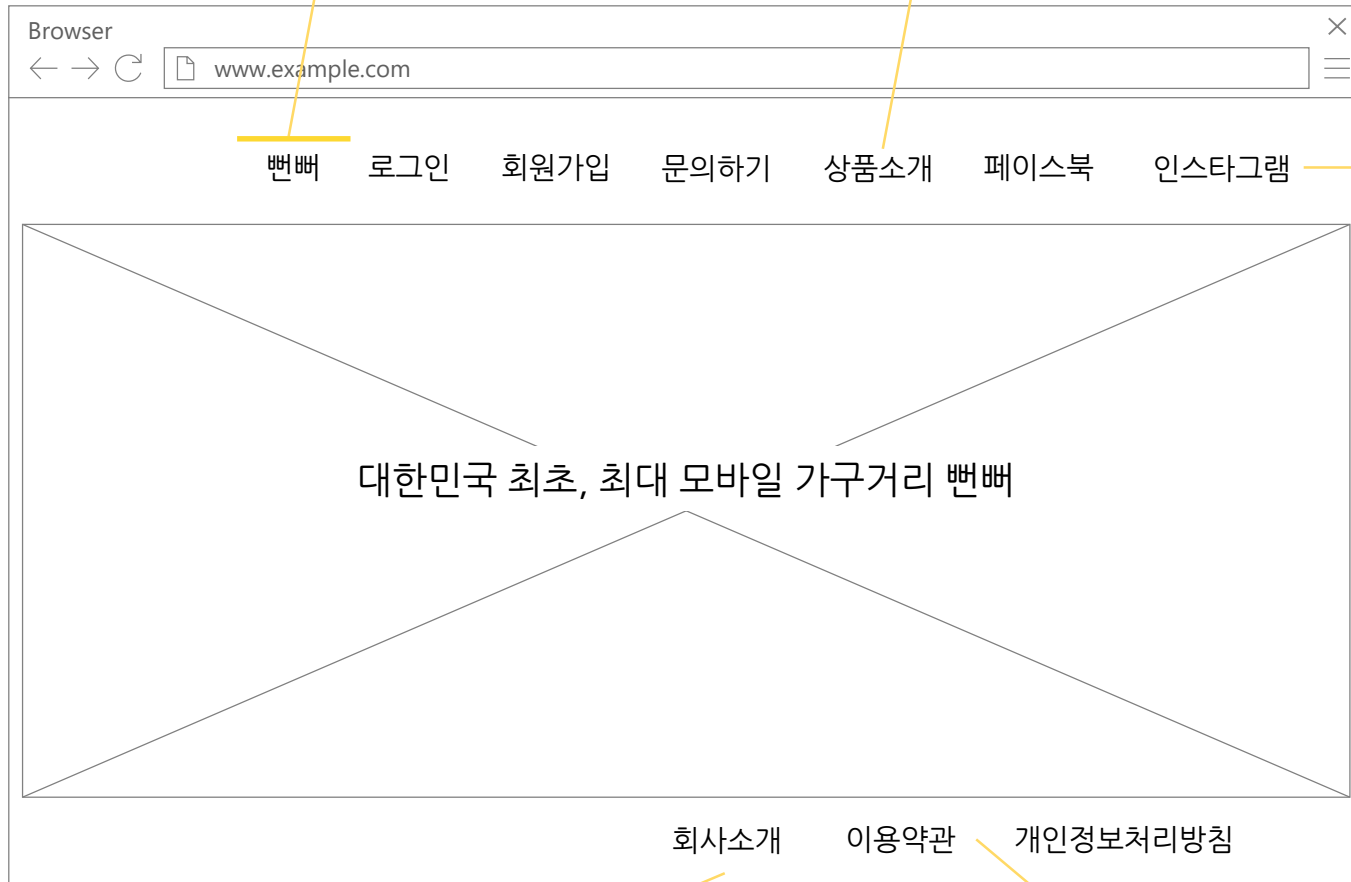 Browser
www.example.com
뻔뻐 로그인 회원가입 문의하기 상품소개 페이스북 인스타그램
대한민국 최초, 최대 모바일 가구거리 뻔뻐
회사소개 이용약관 개인정보처리방침